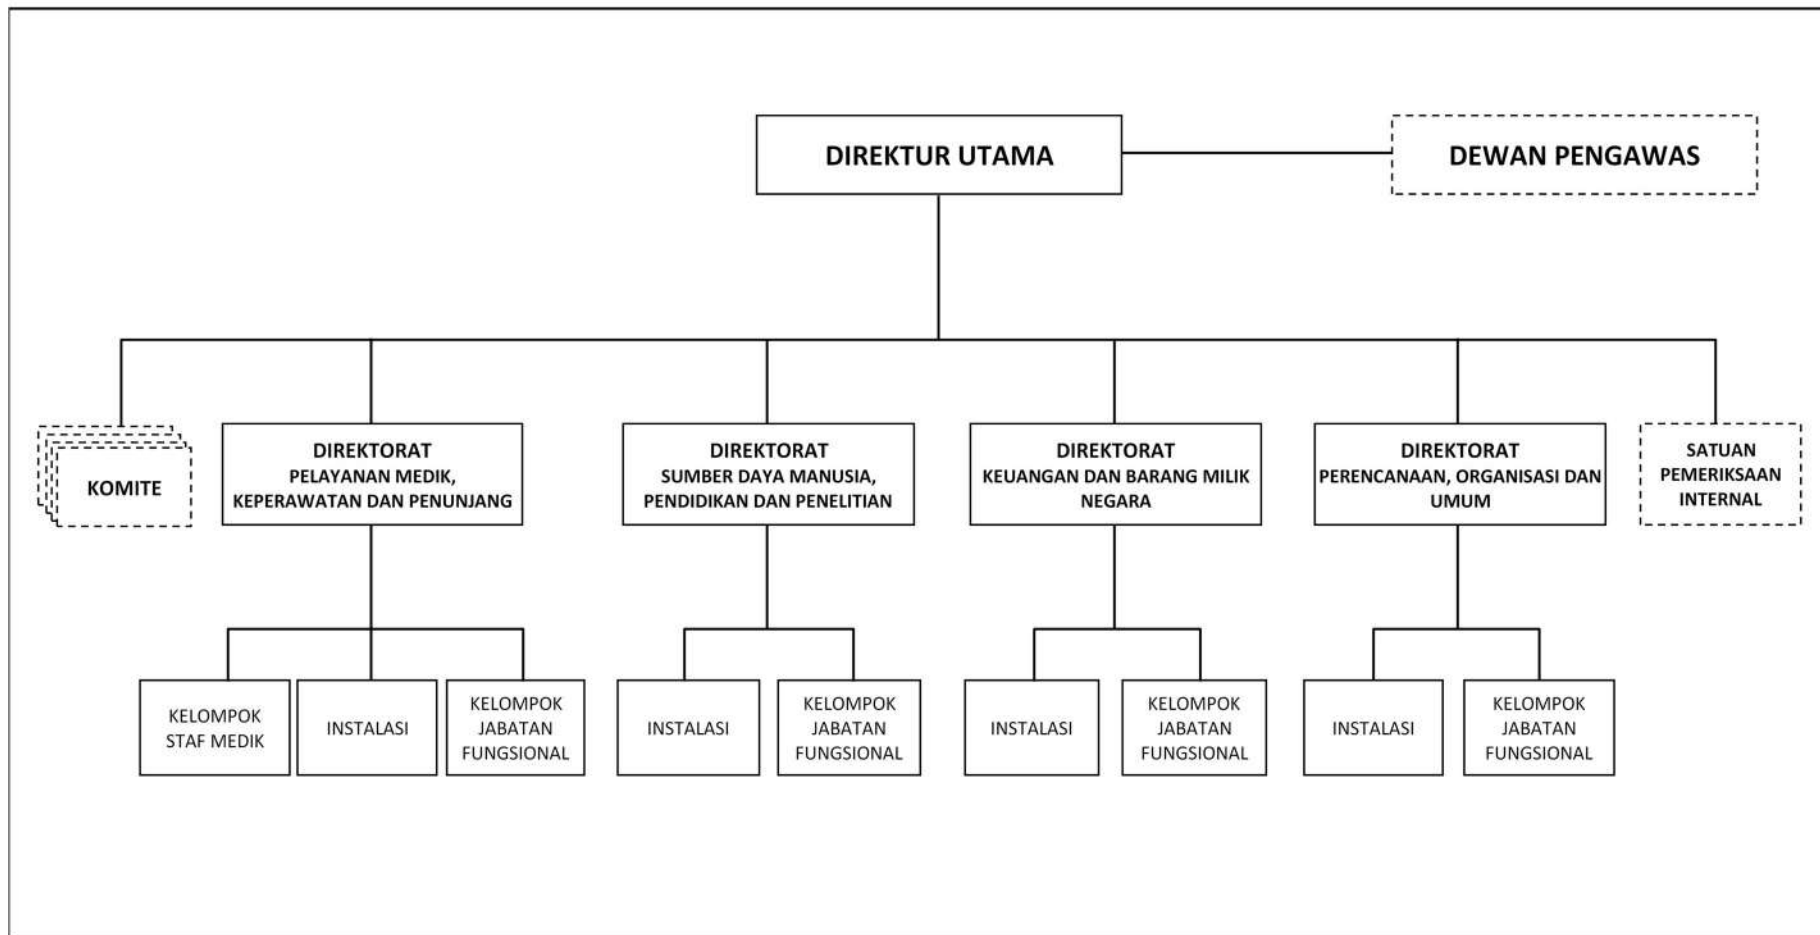 DIREKTUR UTAMA
DEWAN PENGAWAS
KOMITE
DIREKTORAT
PELAYANAN MEDIK,
KEPERAWATAN DAN PENUNJANG
DIREKTORAT
SUMBER DAYA MANUSIA,
PENDIDIKAN DAN PENELITIAN
DIREKTORAT
KEUANGAN DAN BARANG MILIK
NEGARA
DIREKTORAT
PERENCANAAN, ORGANISASI DAN
UMUM
SATUAN
PEMERIKSAAN
INTERNAL
KELOMPOK
STAF MEDIK
INSTALASI
KELOMPOK
JABATAN
FUNGSIONAL
INSTALASI
KELOMPOK
JABATAN
FUNGSIONAL
INSTALASI
KELOMPOK
JABATAN
FUNGSIONAL
INSTALASI
KELOMPOK
JABATAN
FUNGSIONAL